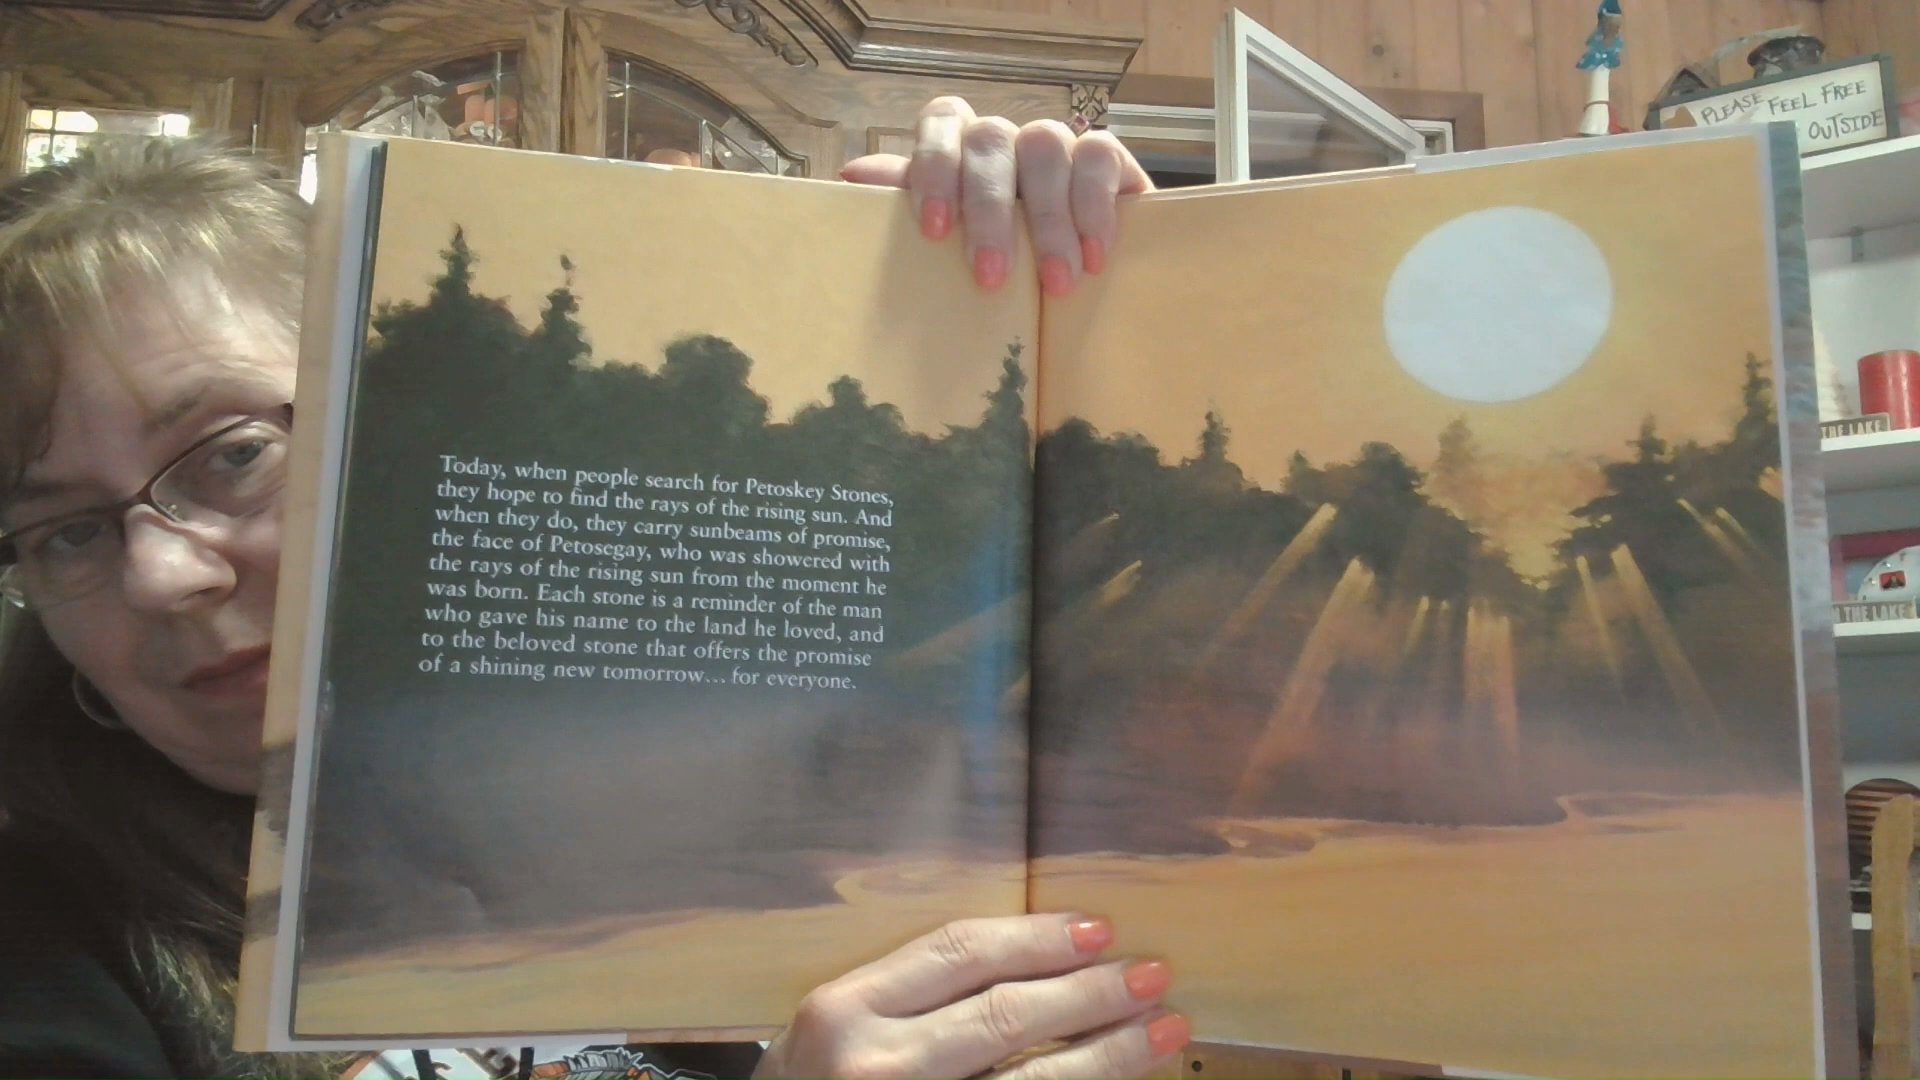 PLEASE FEEL FREE
OUTSIDE
Today, when people search for Petoskey Stones,
they hope to find the rays of the rising sun. And
when they do, they carry sunbeams of promise,
the face of Petosegay, who was showered with
the rays of the rising sun from the moment he
was born. Each stone is a reminder of the man
who gave his name to the land he loved, and
to the beloved stone that offers the promise
of a shining new tomorrow... for everyone.
THE LAKE
THE LAKE